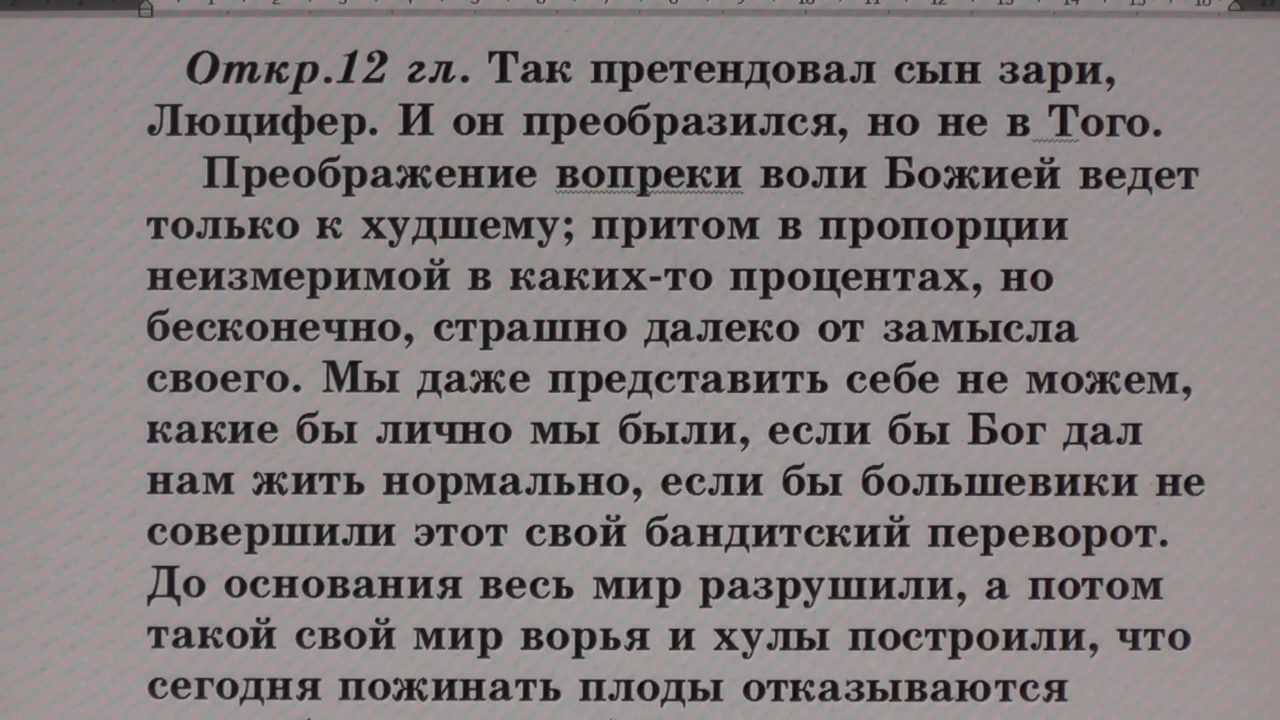 Откр.12 гл. Так претендовал сын зари,
Люцифер. И он преобразился, но не в Того.
Преображение вопреки воли Божией ведет
только к худшему; притом в пропорции
неизмеримой в каких-то процентах, но
бесконечно, страшно далеко от замысла
своего. Мы даже представить себе не можем,
какие бы лично мы были, если бы Бог дал
нам жить нормально, если бы большевики не
совершили этот свой бандитский переворот.
До основания весь мир разрушили, а потом
такой свой мир ворья и хулы построили, что
сегодня пожинать плоды отказываются